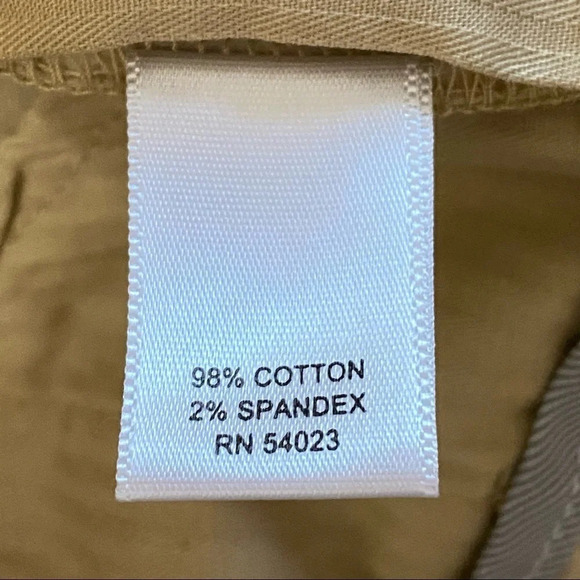 98% COTTON
2% SPANDEX
RN 54023